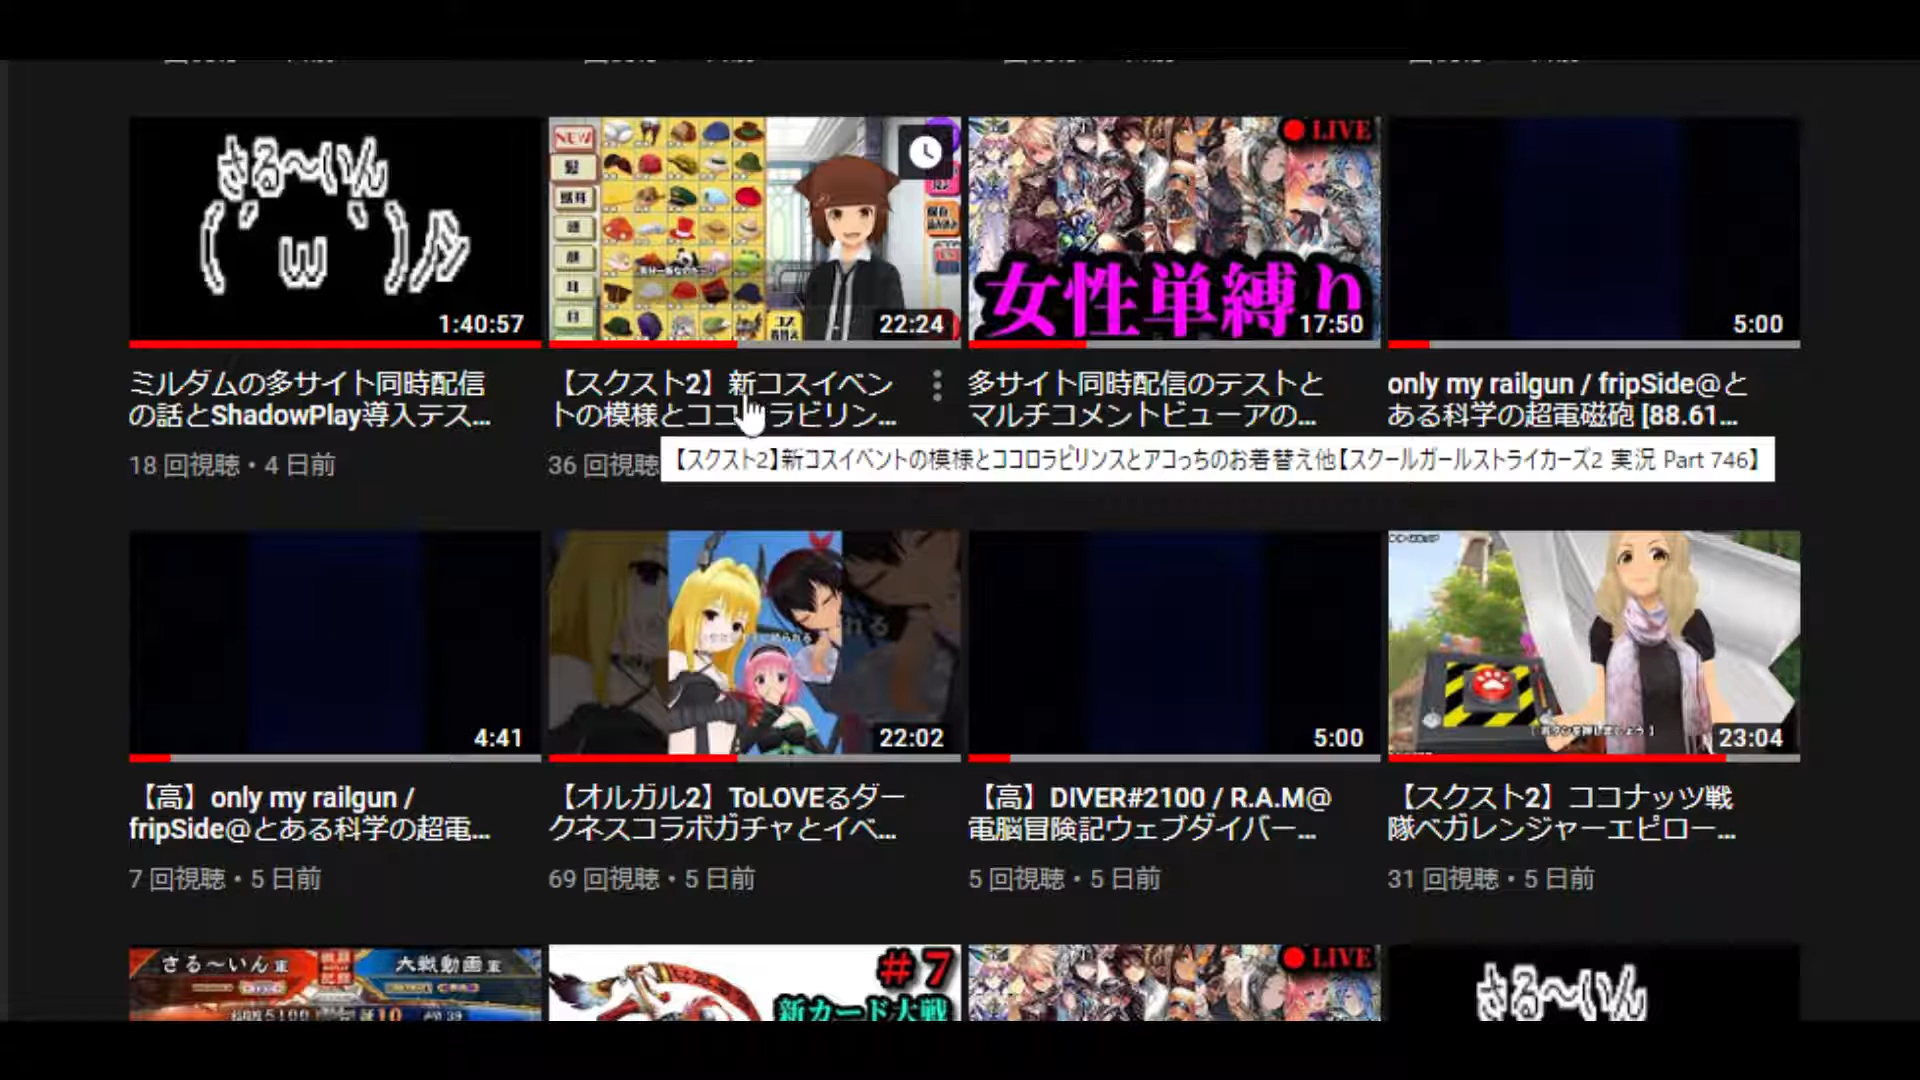 さる～いん
(´ω`)ノシ
1:40:57
NEW
髪
頭
顔
耳
目
22:24
LIVE
女性単縛り
17:50
5:00
ミルダムの多サイト同時配信
の話とShadowPlay導入テス...
18 回視聴・4 日前
【スクスト2】新コスイベン
トの模様とココロラビリン...
36 回視聴
多サイト同時配信のテストと
マルチコメントビューアの...
only my railgun / fripSide@と
ある科学の超電磁砲 [88.61...
【スクスト2】新コスイベントの模様とココロラビリンスとアコっちのお着替え他【スクールガールストライカーズ2 実況 Part 746】
4:41
22:02
5:00
23:04
【高】only my railgun /
fripSide@とある科学の超電...
7 回視聴・5 日前
【オルガル2】ToLOVEるダー
クネスコラボガチャとイベ...
69 回視聴・5 日前
【高】DIVER#2100 / R.A.M@
電脳冒険記ウェブダイバー...
5 回視聴・5 日前
【スクスト2】ココナッツ戦
隊ベガレンジャーエピロー...
31 回視聴・5 日前
さる～いん軍
大戦動画軍
#7
新カード大戦
LIVE
さる～いん